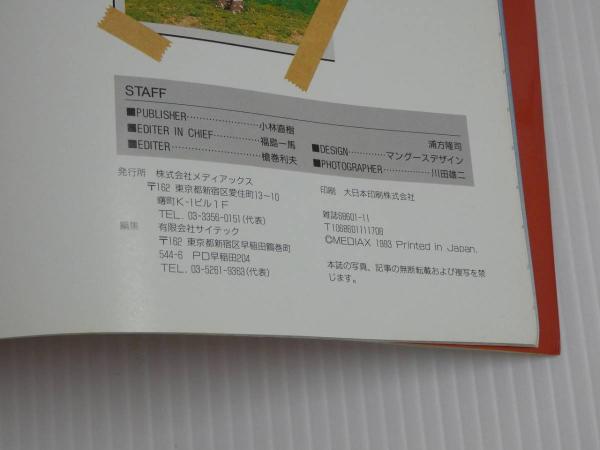 STAFF
■PUBLISHER……………………小林直樹
■EDITER IN CHIEF……………福島一馬
■EDITER…………………………檜巻利夫
浦方隆司
■DESIGN…………マングースデザイン
■PHOTOGRAPHER……………川田雄二
発行所 株式会社メディアックス
〒162 東京都新宿区愛住町13〜10
曙町K-1ビル1F
TEL. 03-3356-0151(代表)
編集 有限会社サイテック
〒162 東京都新宿区早稲田鶴巻町
544-6 PD早稲田204
TEL. 03-5261-9363(代表)
印刷 大日本印刷株式会社
雑誌68601-11
T1068601111708
©MEDIAX 1993 Printed in Japan.
本誌の写真、記事の無断転載および複写を禁
じます。